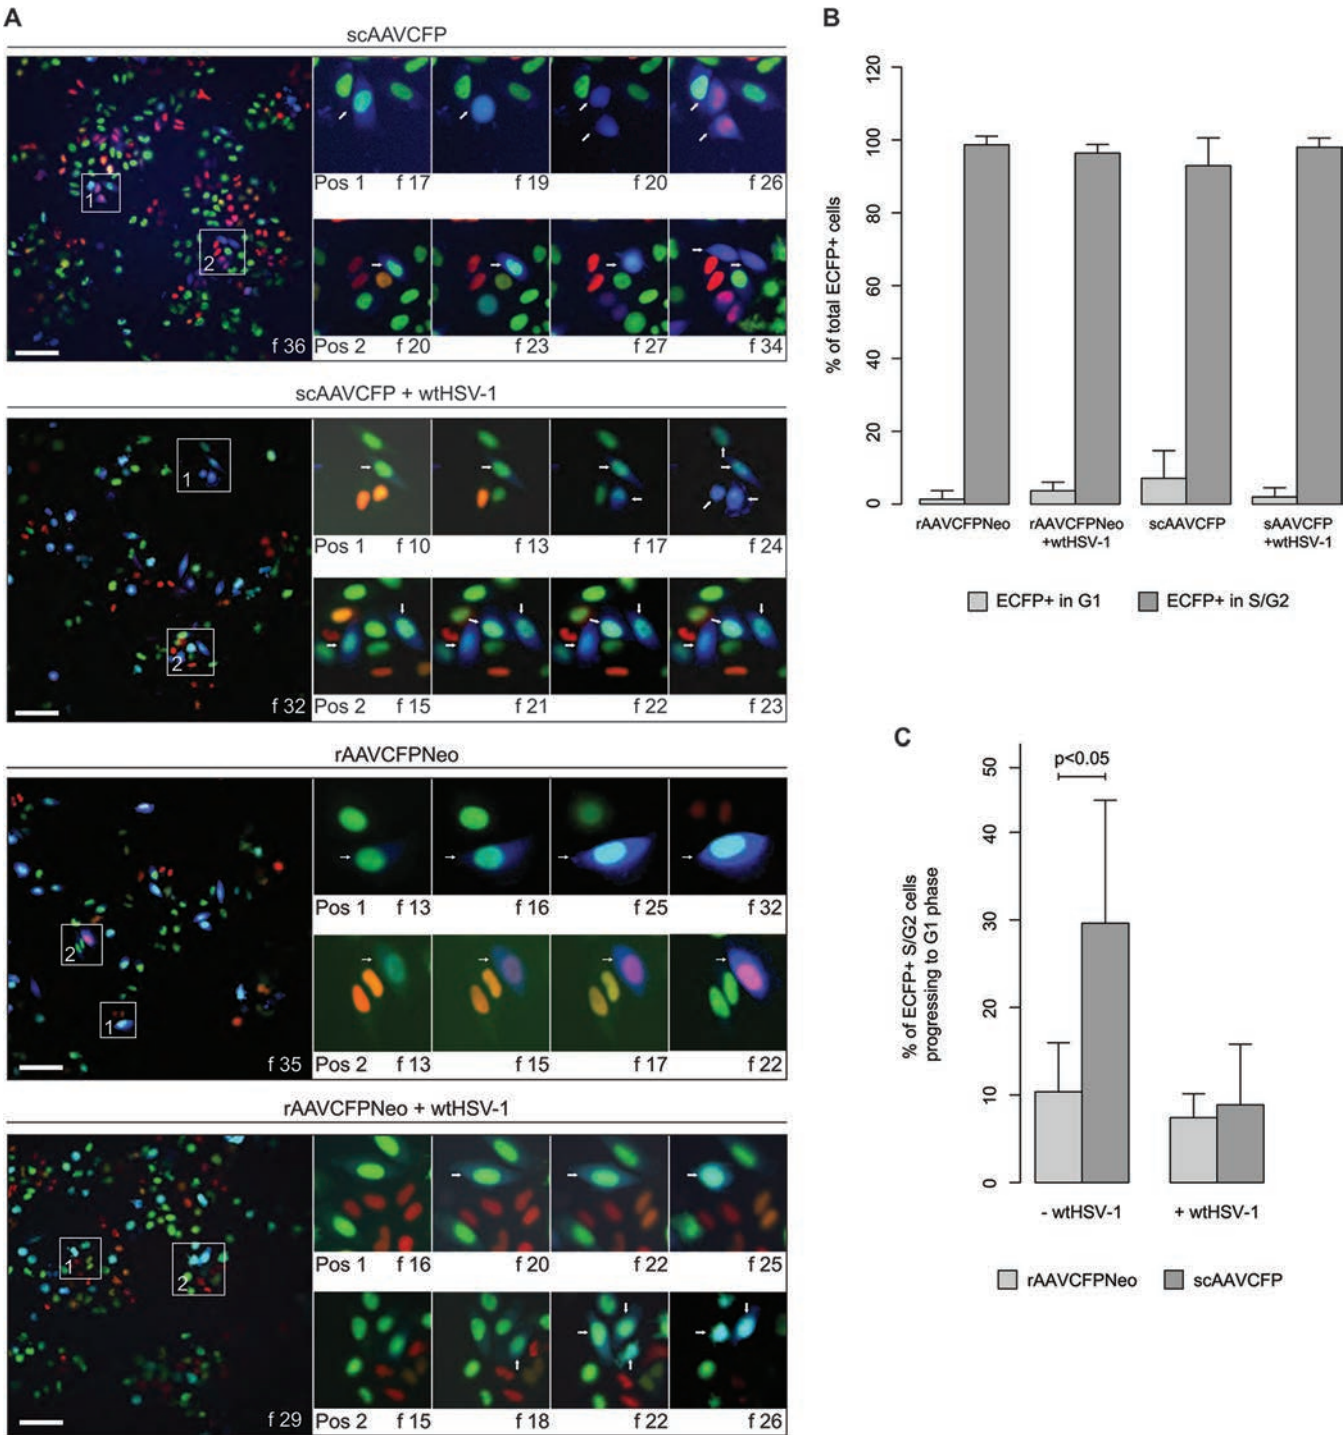 A
scAAVCFP
1
2
f 36
Pos 1 f 17 f 19 f 20 f 26
Pos 2 f 20 f 23 f 27 f 34
scAAVCFP + wtHSV-1
1
2
f 32
Pos 1 f 10 f 13 f 17 f 24
Pos 2 f 15 f 21 f 22 f 23
rAAVCFPNeo
2
1
f 35
Pos 1 f 13 f 16 f 25 f 32
Pos 2 f 13 f 15 f 17 f 22
rAAVCFPNeo + wtHSV-1
1
2
f 29
Pos 1 f 16 f 20 f 22 f 25
Pos 2 f 15 f 18 f 22 f 26
B
% of total ECFP+ cells
120
100
80
60
40
20
0
rAAVCFPNeo
rAAVCFPNeo
+wtHSV-1
scAAVCFP
sAAVCFP
+wtHSV-1
ECFP+ in G1
ECFP+ in S/G2
C
% of ECFP+ S/G2 cells
progressing to G1 phase
50
40
30
20
10
0
p<0.05
- wtHSV-1
+ wtHSV-1
rAAVCFPNeo
scAAVCFP